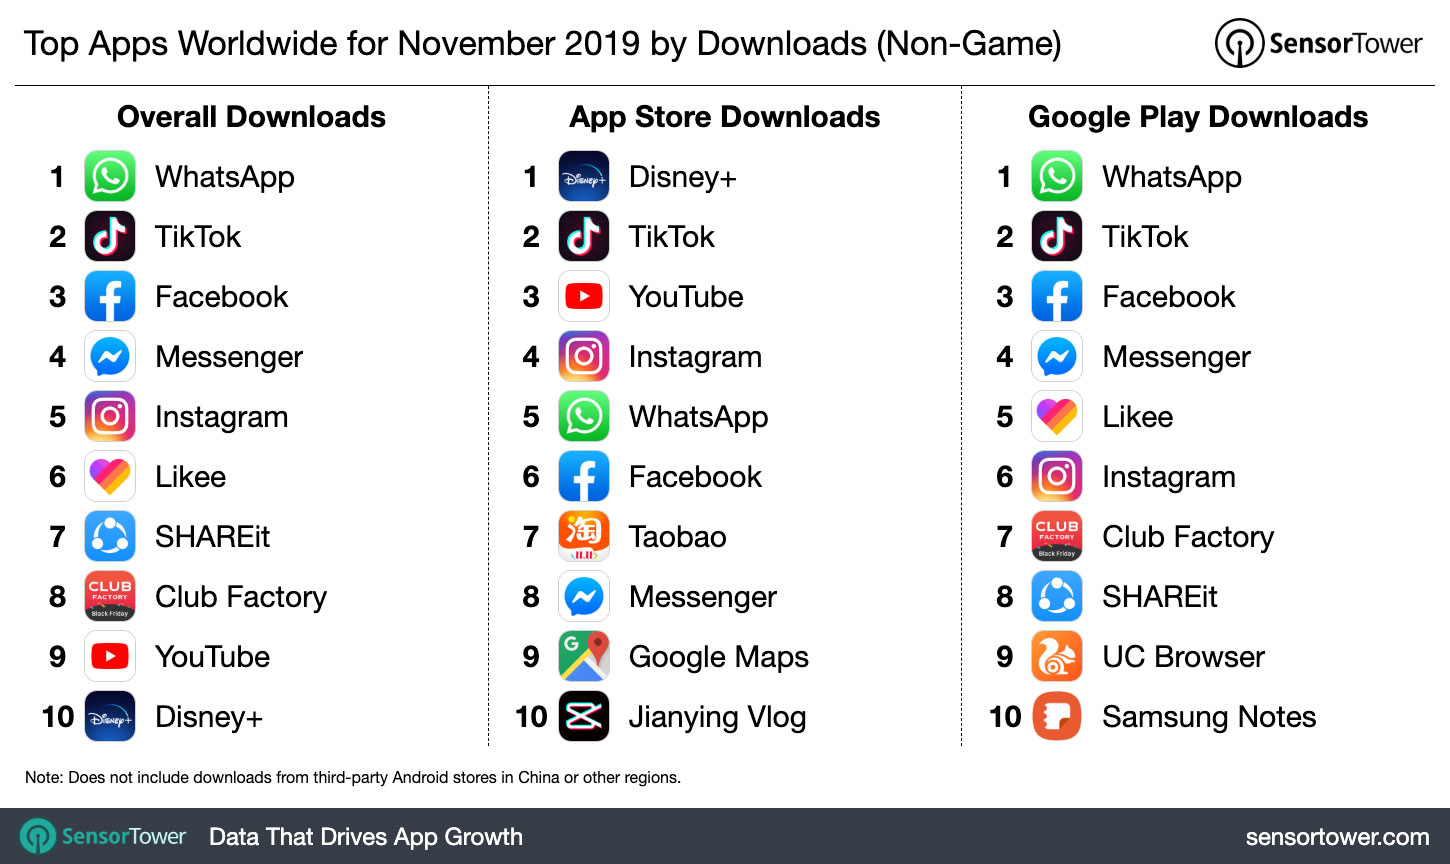 Top Apps Worldwide for November 2019 by Downloads (Non-Game)
SensorTower
Overall Downloads
1 WhatsApp
2 TikTok
3 Facebook
4 Messenger
5 Instagram
6 Likee
7 SHAREit
8 CLUB FACTORY Black Friday Club Factory
9 YouTube
10 Disney+ Disney+
App Store Downloads
1 Disney+ Disney+
2 TikTok
3 YouTube
4 Instagram
5 WhatsApp
6 Facebook
7 淘 11.11 Taobao
8 Messenger
9 G Google Maps
10 Jianying Vlog
Google Play Downloads
1 WhatsApp
2 TikTok
3 Facebook
4 Messenger
5 Likee
6 Instagram
7 CLUB FACTORY Black Friday Club Factory
8 SHAREit
9 UC Browser
10 Samsung Notes
Note: Does not include downloads from third-party Android stores in China or other regions.
SensorTower Data That Drives App Growth sensortower.com